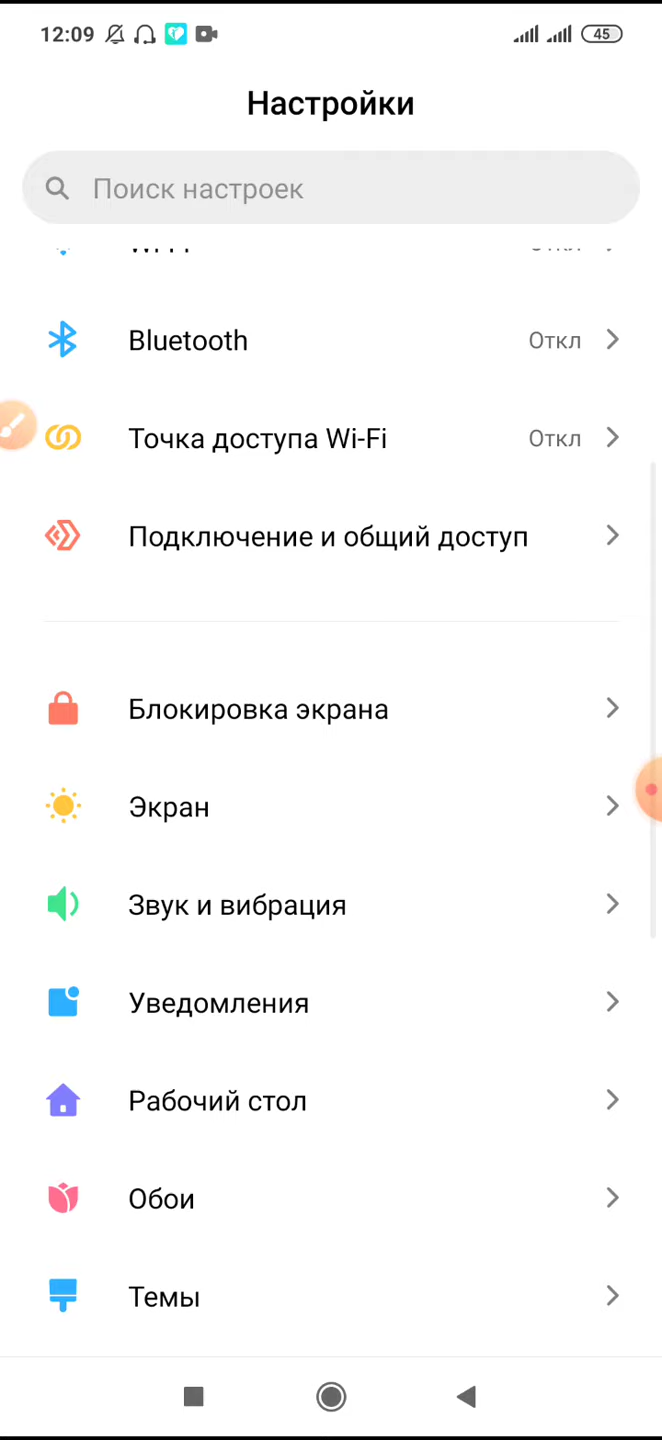 12:09
45
Настройки
Поиск настроек
Bluetooth
Откл
Точка доступа Wi-Fi
Откл
Подключение и общий доступ
Блокировка экрана
Экран
Звук и вибрация
Уведомления
Рабочий стол
Обои
Темы